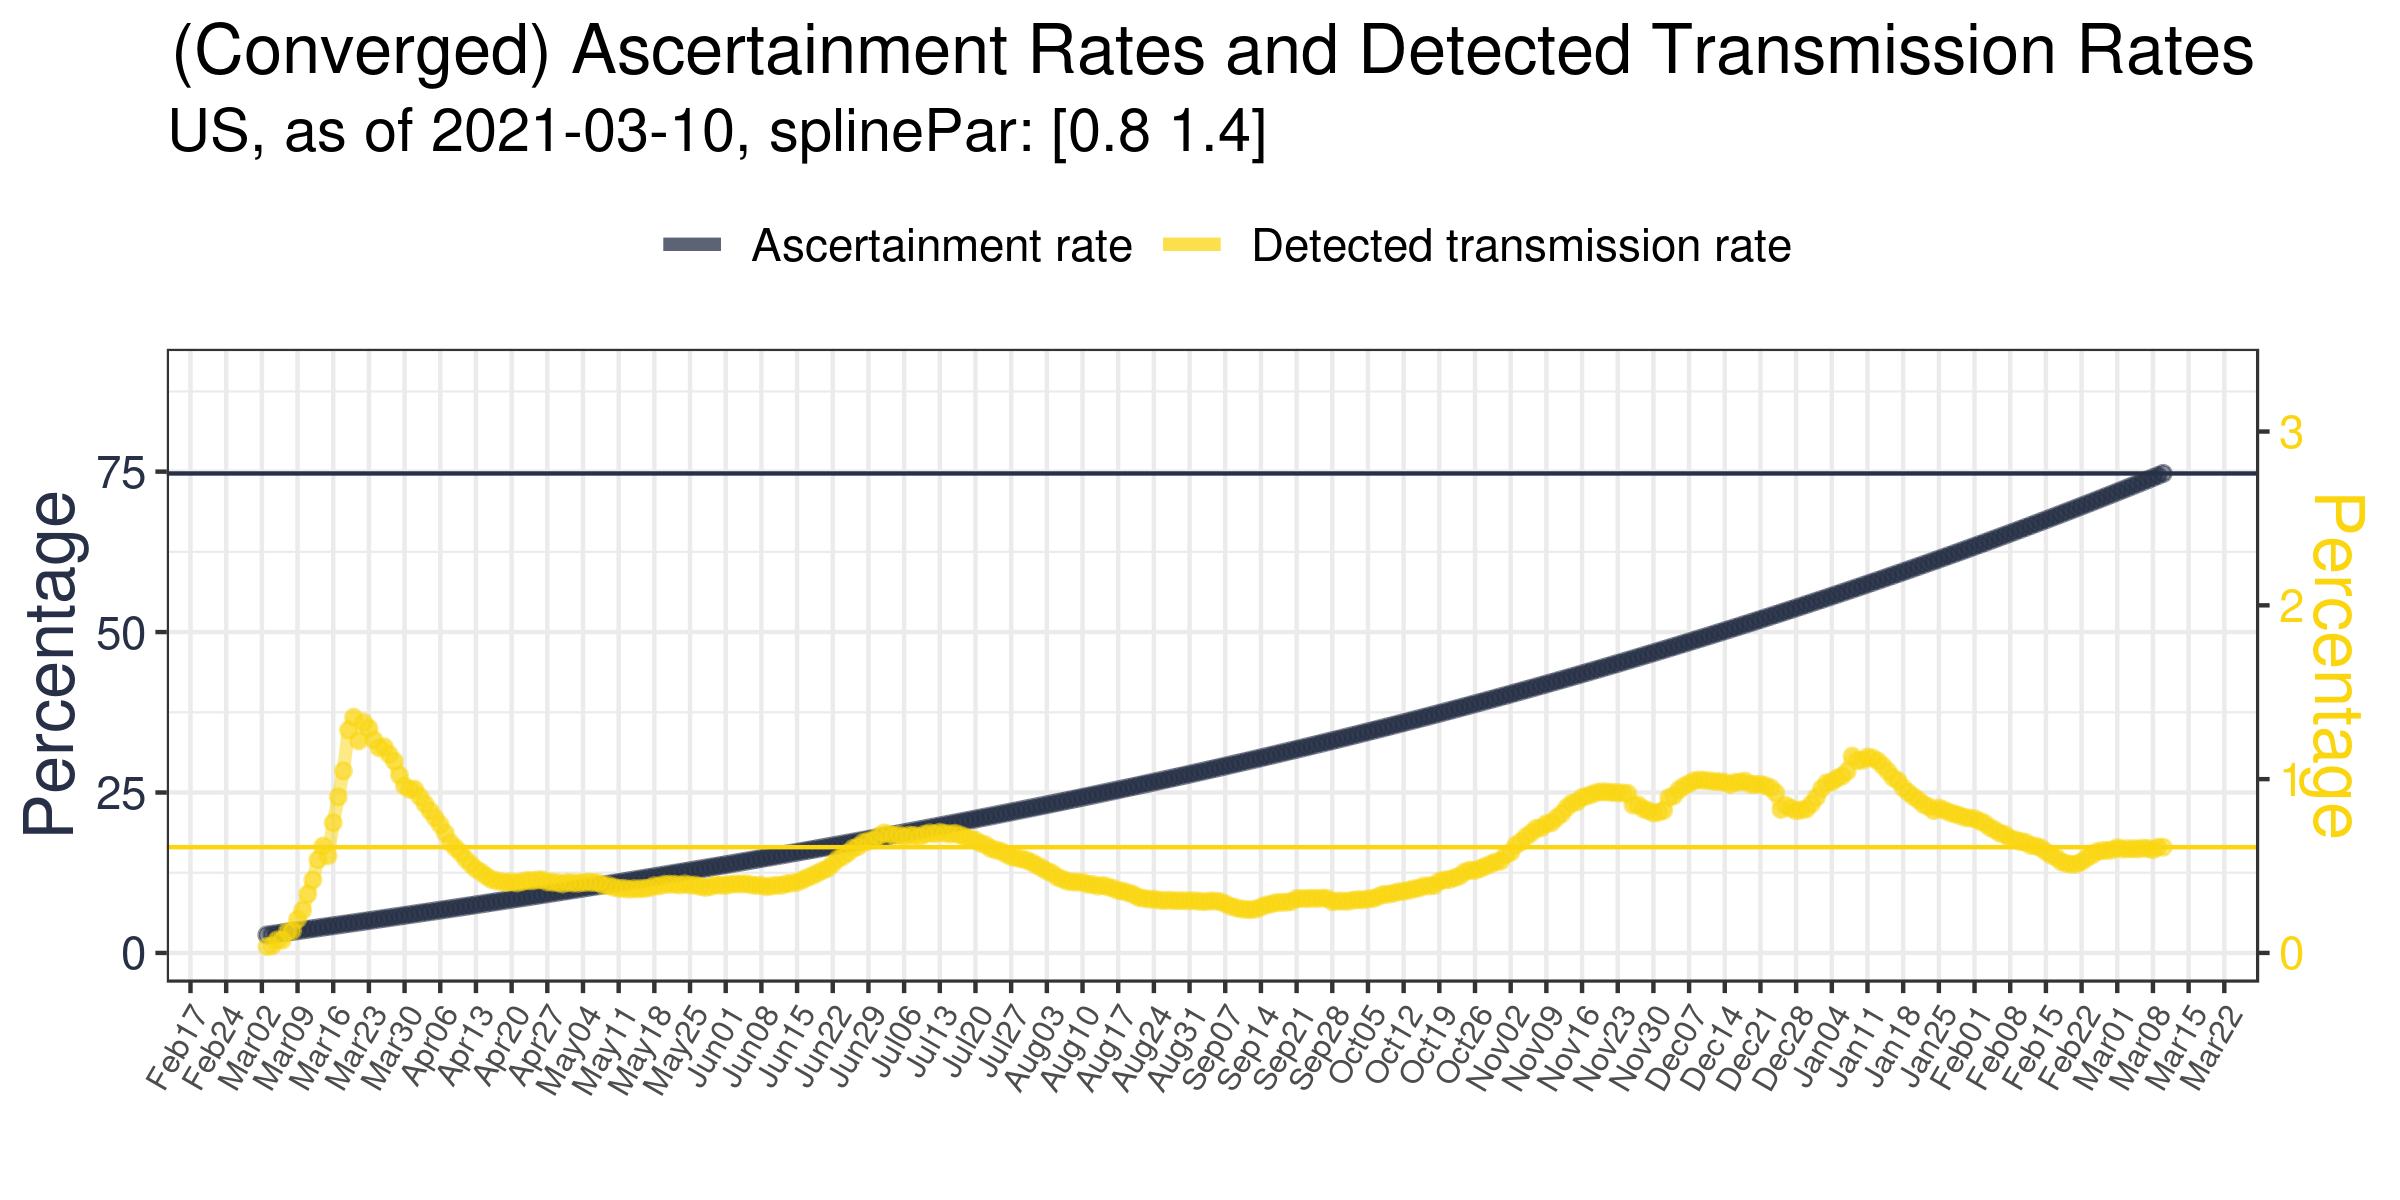 (Converged) Ascertainment Rates and Detected Transmission Rates
US, as of 2021-03-10, splinePar: [0.8 1.4]
Ascertainment rate Detected transmission rate
Percentage
75
50
25
0
3
2
1
0
Percentage
Feb17 Feb24 Mar02 Mar09 Mar16 Mar23 Mar30 Apr06 Apr13 Apr20 Apr27 May04 May11 May18 May25 Jun01 Jun08 Jun15 Jun22 Jun29 Jul06 Jul13 Jul20 Jul27 Aug03 Aug10 Aug17 Aug24 Aug31 Sep07 Sep14 Sep21 Sep28 Oct05 Oct12 Oct19 Oct26 Nov02 Nov09 Nov16 Nov23 Nov30 Dec07 Dec14 Dec21 Dec28 Jan04 Jan11 Jan18 Jan25 Feb01 Feb08 Feb15 Feb22 Mar01 Mar08 Mar15 Mar22